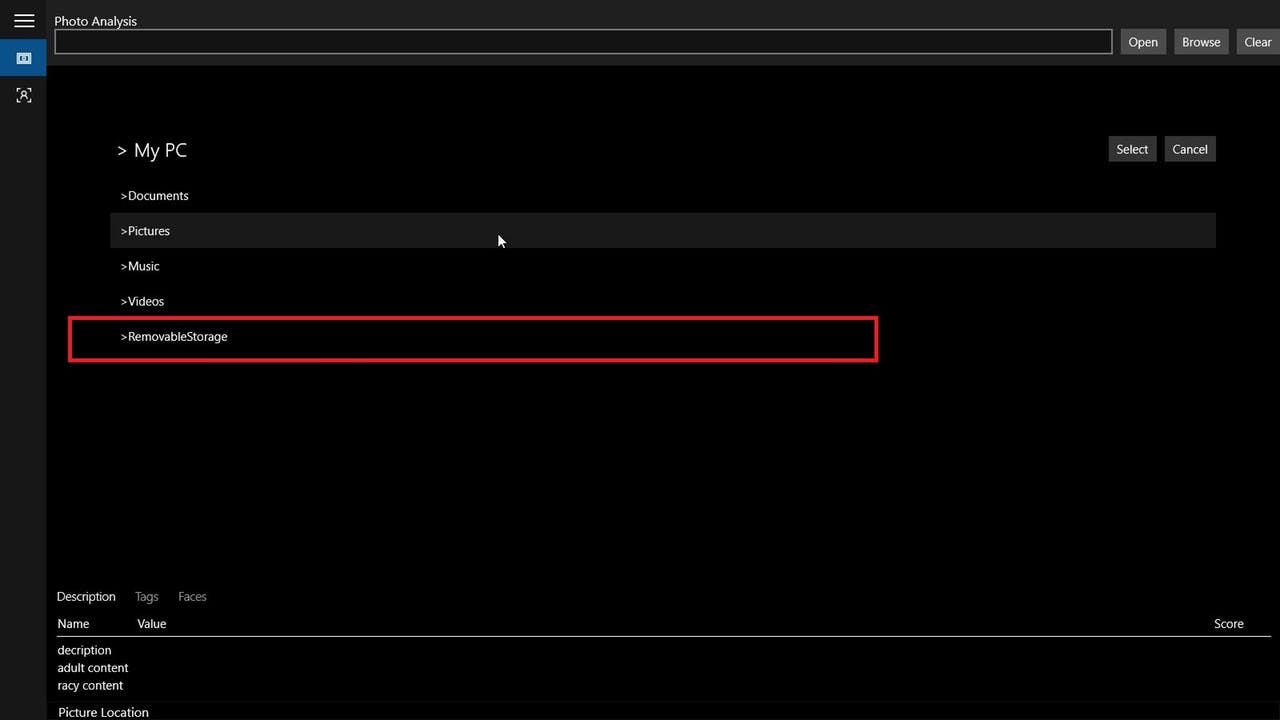 Photo Analysis
Open Browse Clear
> My PC
Select Cancel
>Documents
>Pictures
>Music
>Videos
>RemovableStorage
Description Tags Faces
Name Value Score
decription
adult content
racy content
Picture Location